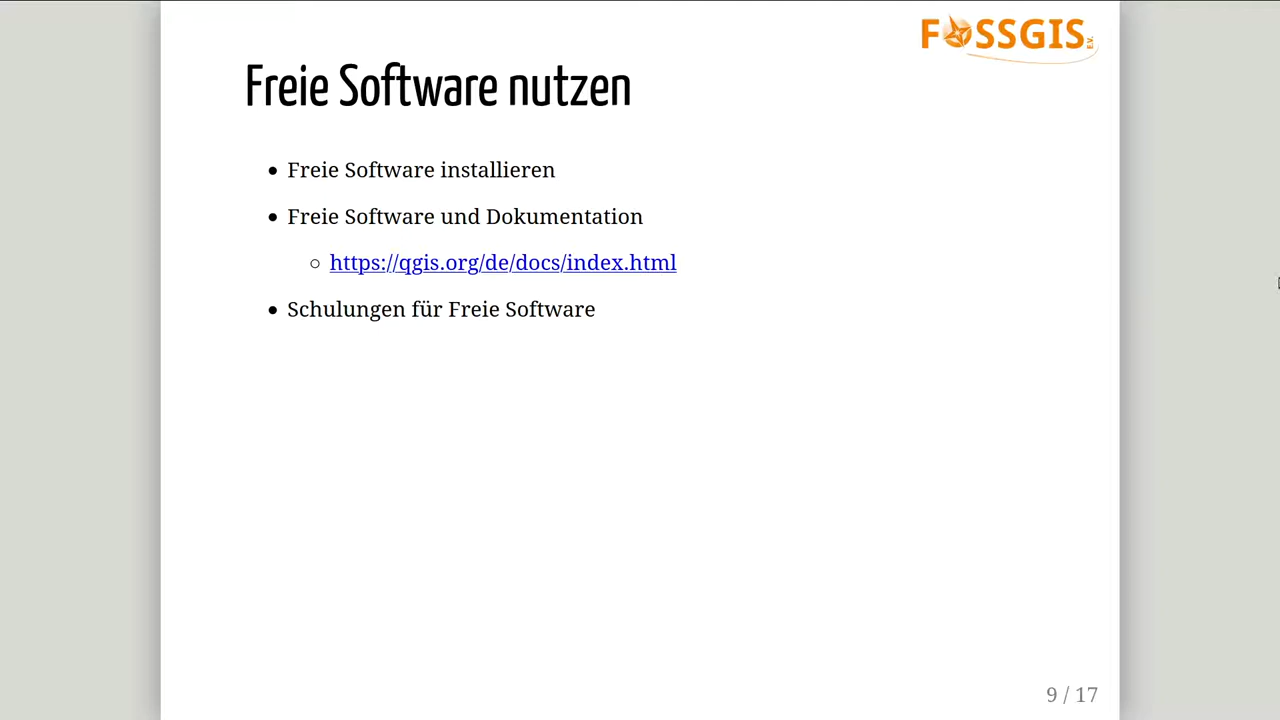 FOSSGIS e.V.
Freie Software nutzen
Freie Software installieren
Freie Software und Dokumentation
https://qgis.org/de/docs/index.html
Schulungen für Freie Software
9 / 17